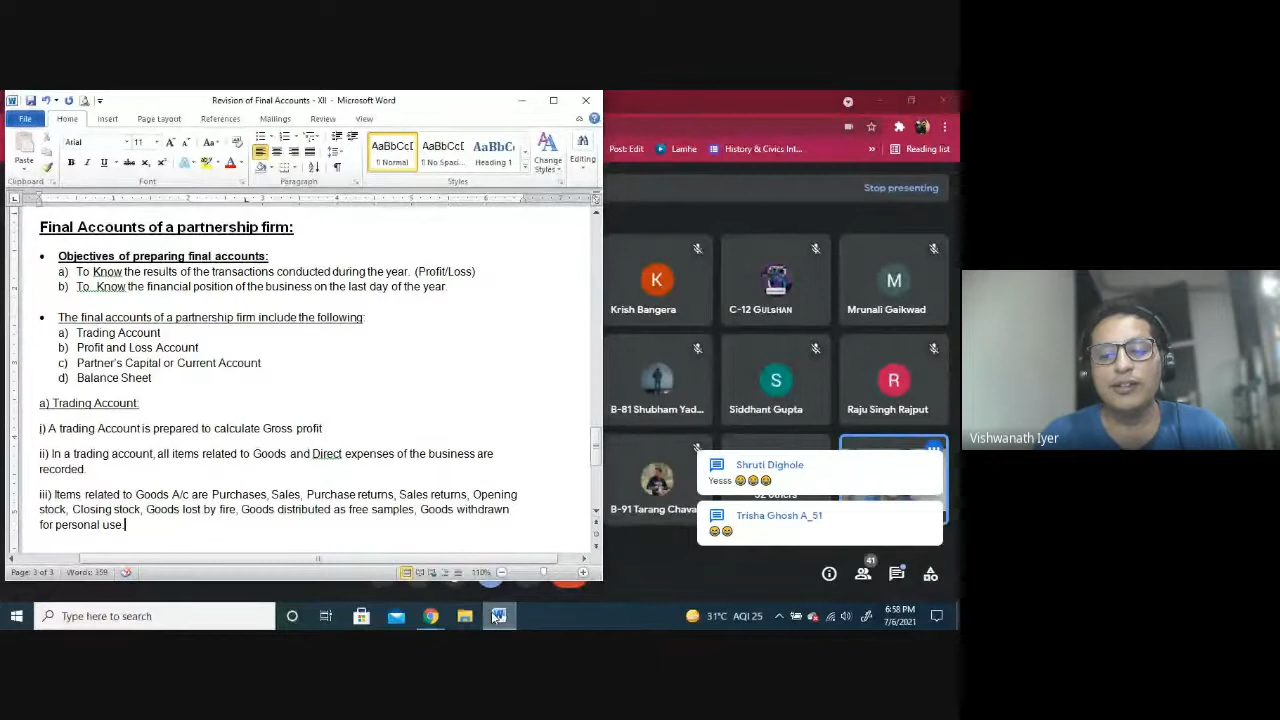 Revision of Final Accounts - XII - Microsoft Word
File Home Insert Page Layout References Mailings Review View
Arial 11
Paste
AaBbCcI AaBbCcI AaBbC
¶ Normal ¶ No Spaci... Heading 1
Change Styles
Editing
Clipboard Font Paragraph Styles
Final Accounts of a partnership firm:
• Objectives of preparing final accounts:
a) To Know the results of the transactions conducted during the year. (Profit/Loss)
b) To Know the financial position of the business on the last day of the year.
• The final accounts of a partnership firm include the following:
a) Trading Account
b) Profit and Loss Account
c) Partner's Capital or Current Account
d) Balance Sheet
a) Trading Account:
i) A trading Account is prepared to calculate Gross profit
ii) In a trading account, all items related to Goods and Direct expenses of the business are
recorded.
iii) Items related to Goods A/c are Purchases, Sales, Purchase returns, Sales returns, Opening
stock, Closing stock, Goods lost by fire, Goods distributed as free samples, Goods withdrawn
for personal use.
Page: 3 of 3 Words: 359 110%
Post: Edit Lamhe History & Civics Int... » Reading list
Stop presenting
K M
Krish Bangera C-12 GULSHAN Mrunali Gaikwad
S R
B-81 Shubham Yad... Siddhant Gupta Raju Singh Rajput
B-91 Tarang Chava
Shruti Dighole
Yesss 😂😂😂
Trisha Ghosh A_51
😂😂
41
Vishwanath Iyer
Type here to search
31°C AQI 25
6:58 PM
7/6/2021